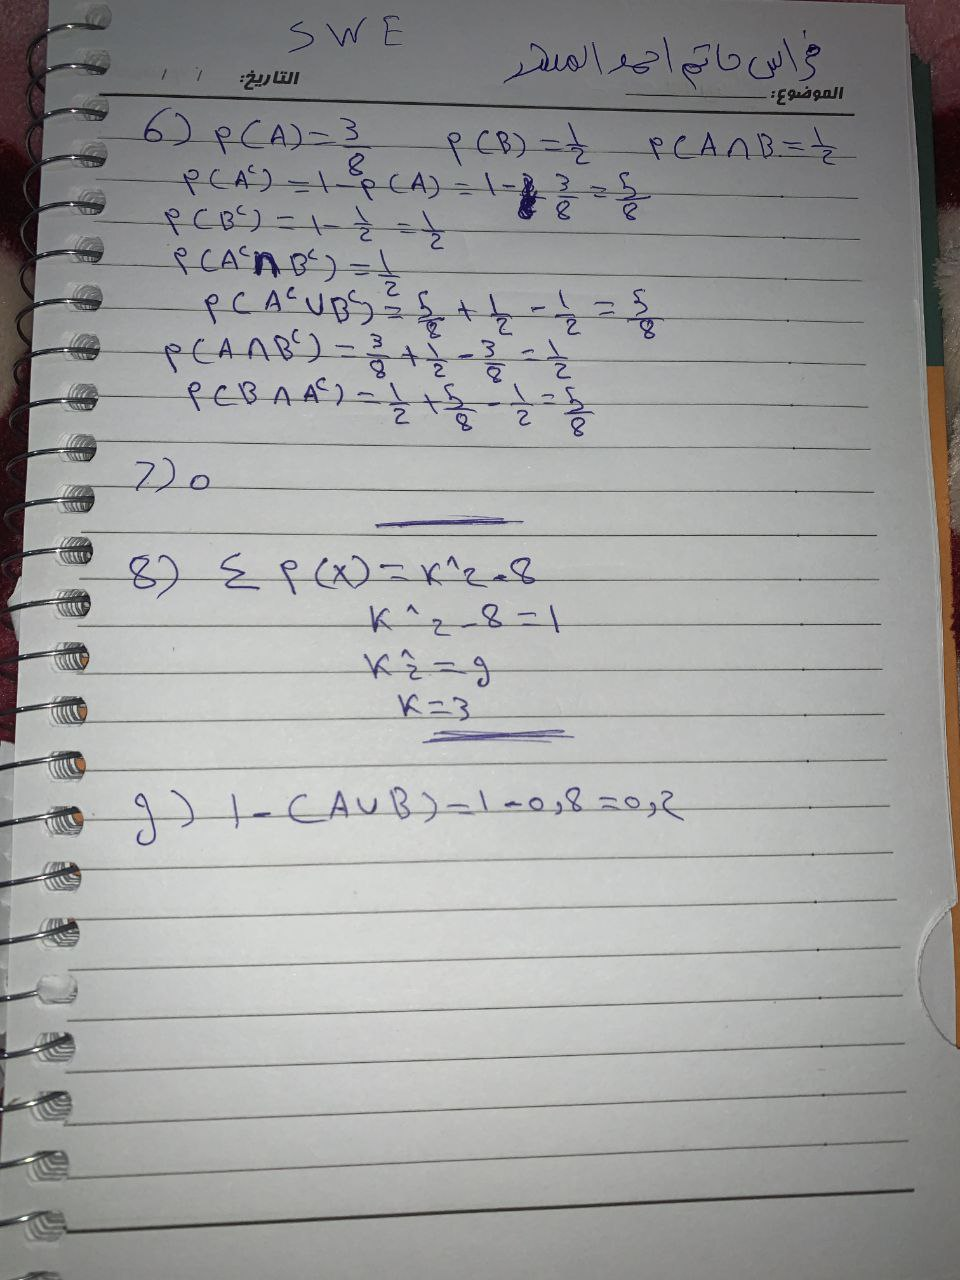 SWE
فراس حاتم احمد
التاريخ: / /
الموضوع:
6) P(A) = 3/8 P(B) = 1/2 P(A∩B = 1/2
P(A^c) = 1 - P(A) = 1 - 3/8 = 5/8
P(B^c) = 1 - 1/2 = 1/2
P(A^c∩B^c) = 1/2
P(A^c∪B^c) = 5/8 + 1/2 - 1/2 = 5/8
P(A∩B^c) = 3/8 + 1/2 - 3/8 = 1/2
P(B∩A^c) = 1/2 + 5/8 - 1/2 = 5/8
7) 0
8) Σ P(X) = K^2 - 8
K^2 - 8 = 1
K^2 = 9
K = 3
9) 1 - (A∪B) = 1 - 0,8 = 0,2